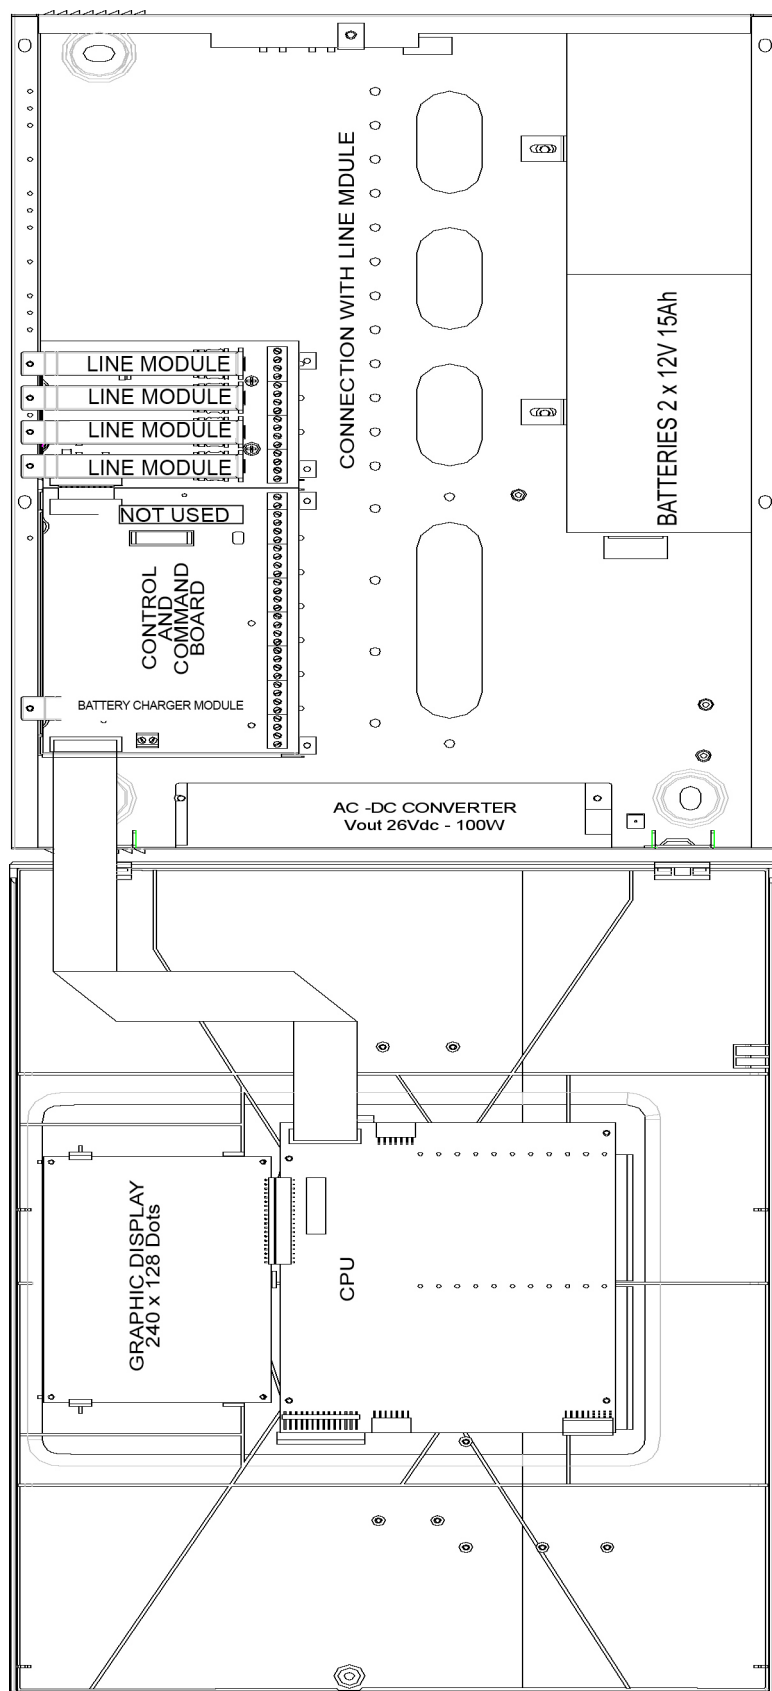 CONNECTION WITH LINE MDULE
BATTERIES 2 x 12V 15Ah
LINE MODULE
LINE MODULE
LINE MODULE
LINE MODULE
NOT USED
CONTROL
AND
COMMAND
BOARD
BATTERY CHARGER MODULE
AC -DC CONVERTER
Vout 26Vdc - 100W
GRAPHIC DISPLAY
240 x 128 Dots
CPU